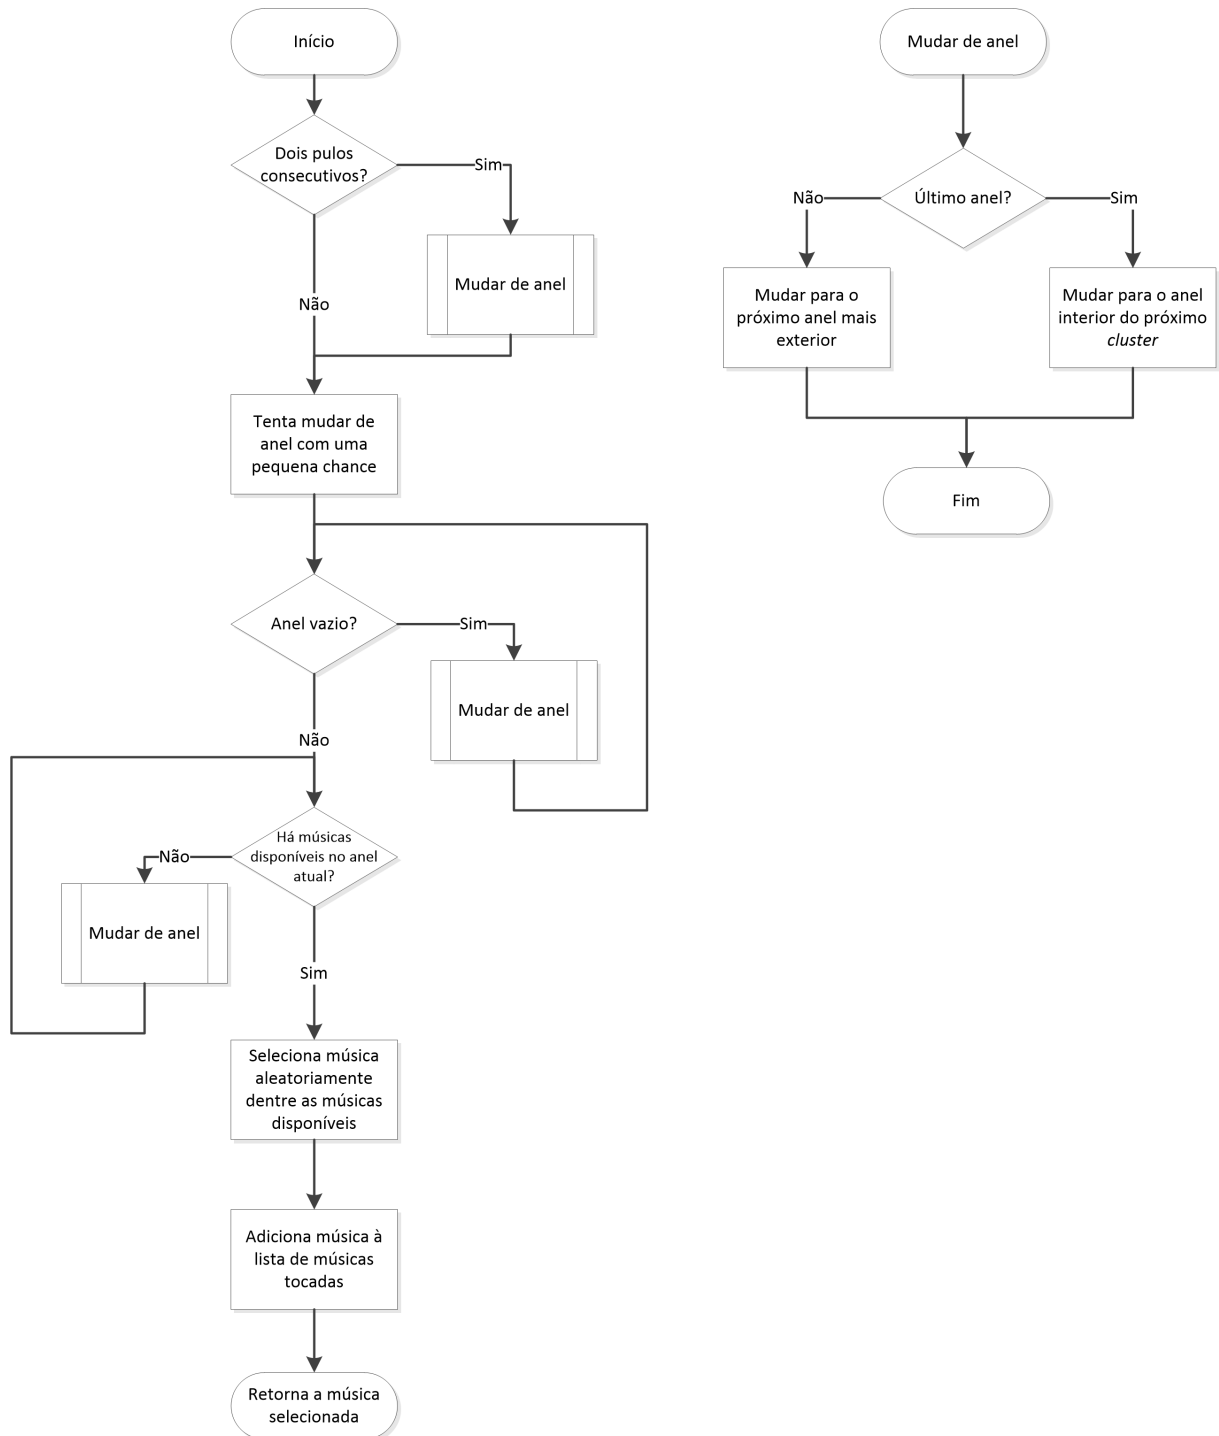 Início
Dois pulos
consecutivos?
Sim
Mudar de anel
Não
Tenta mudar de
anel com uma
pequena chance
Anel vazio?
Sim
Mudar de anel
Não
Há músicas
disponíveis no anel
atual?
Não
Mudar de anel
Sim
Seleciona música
aleatoriamente
dentre as músicas
disponíveis
Adiciona música à
lista de músicas
tocadas
Retorna a música
selecionada
Mudar de anel
Último anel?
Não
Sim
Mudar para o
próximo anel mais
exterior
Mudar para o anel
interior do próximo
cluster
Fim